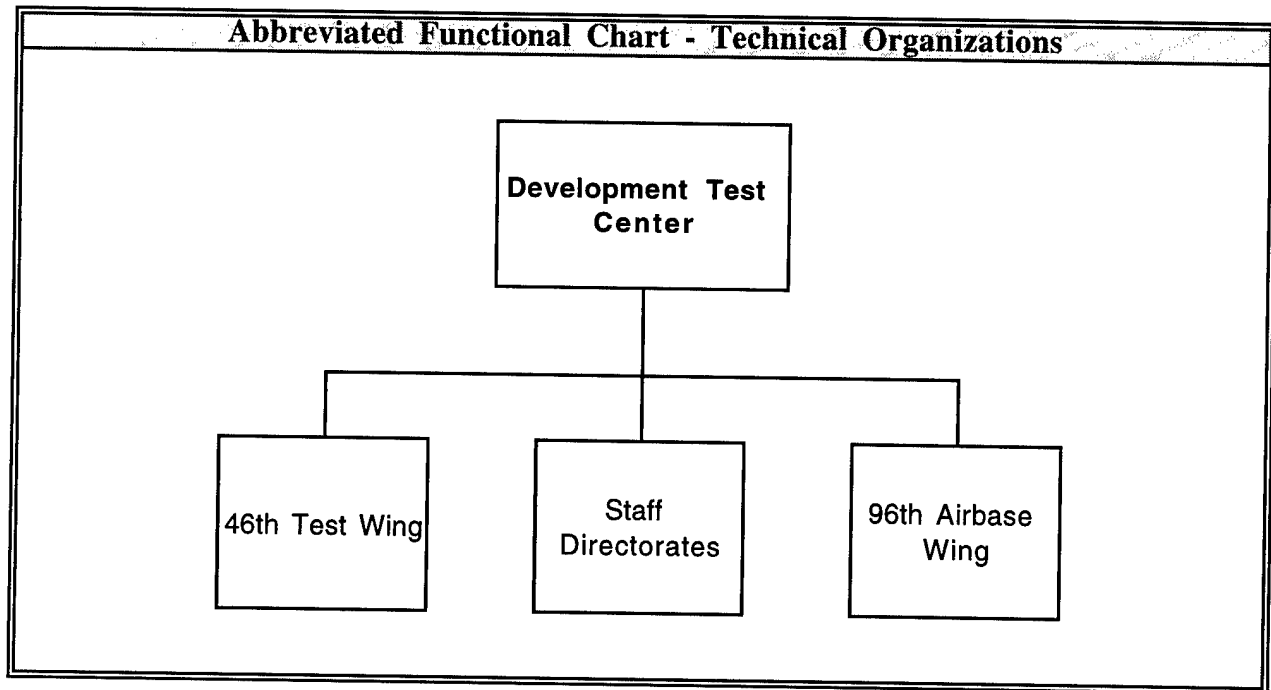 Abbreviated Functional Chart - Technical Organizations
Development Test
Center
46th Test Wing
Staff
Directorates
96th Airbase
Wing